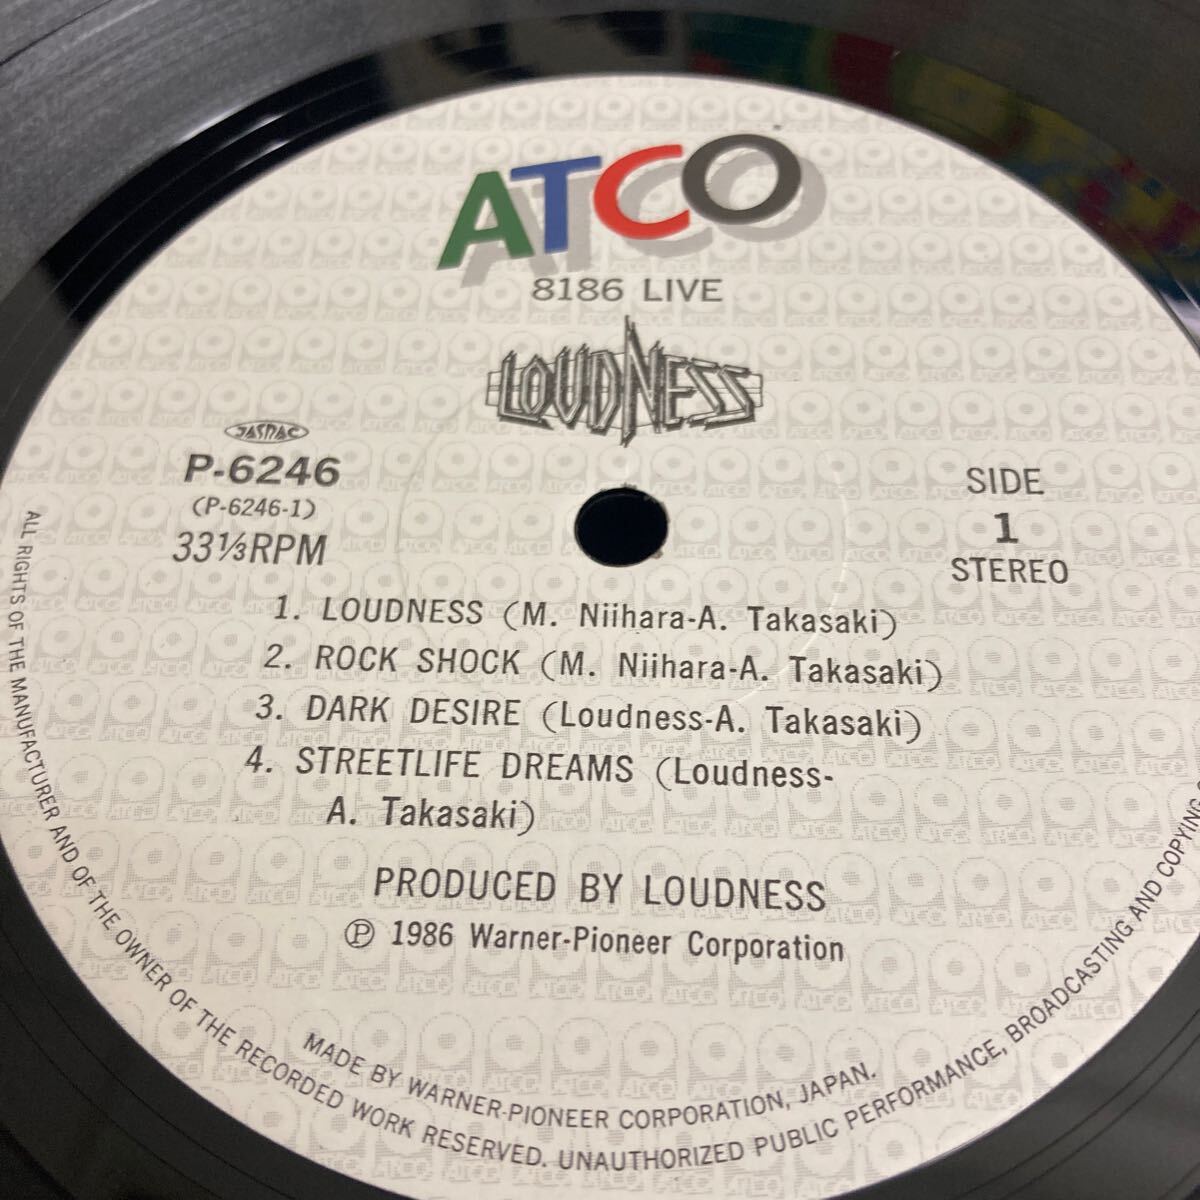 ATCO
8186 LIVE
LOUDNESS
JASRAC
P-6246
(P-6246-1)
33⅓RPM
SIDE
1
STEREO
1. LOUDNESS (M. Niihara-A. Takasaki)
2. ROCK SHOCK (M. Niihara-A. Takasaki)
3. DARK DESIRE (Loudness-A. Takasaki)
4. STREETLIFE DREAMS (Loudness-
A. Takasaki)
PRODUCED BY LOUDNESS
Ⓟ 1986 Warner-Pioneer Corporation
MADE BY WARNER-PIONEER CORPORATION, JAPAN.
ALL RIGHTS OF THE MANUFACTURER AND OF THE OWNER OF THE RECORDED WORK RESERVED. UNAUTHORIZED PUBLIC PERFORMANCE, BROADCASTING AND COPYING